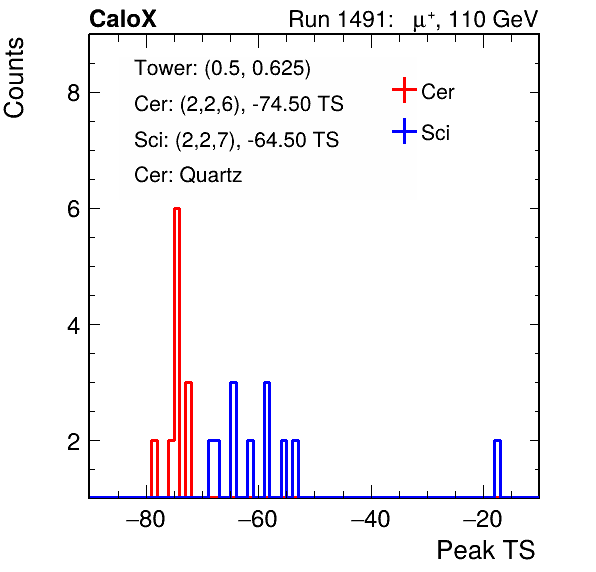 CaloX Run 1491: μ⁺, 110 GeV
Counts
Tower: (0.5, 0.625)
Cer: (2,2,6), -74.50 TS
Sci: (2,2,7), -64.50 TS
Cer: Quartz
Cer
Sci
8
6
4
2
−80 −60 −40 −20
Peak TS